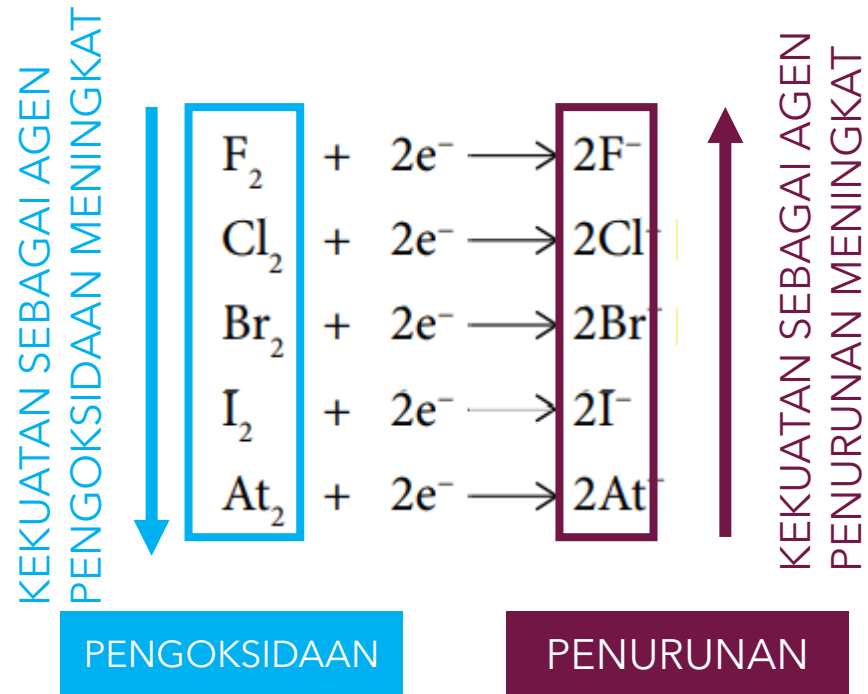 KEKUATAN SEBAGAI AGEN
PENGOKSIDAAN MENINGKAT
F₂ + 2e⁻ ⟶ 2F⁻
Cl₂ + 2e⁻ ⟶ 2Cl⁻
Br₂ + 2e⁻ ⟶ 2Br⁻
I₂ + 2e⁻ ⟶ 2I⁻
At₂ + 2e⁻ ⟶ 2At⁻
KEKUATAN SEBAGAI AGEN
PENURUNAN MENINGKAT
PENGOKSIDAAN
PENURUNAN